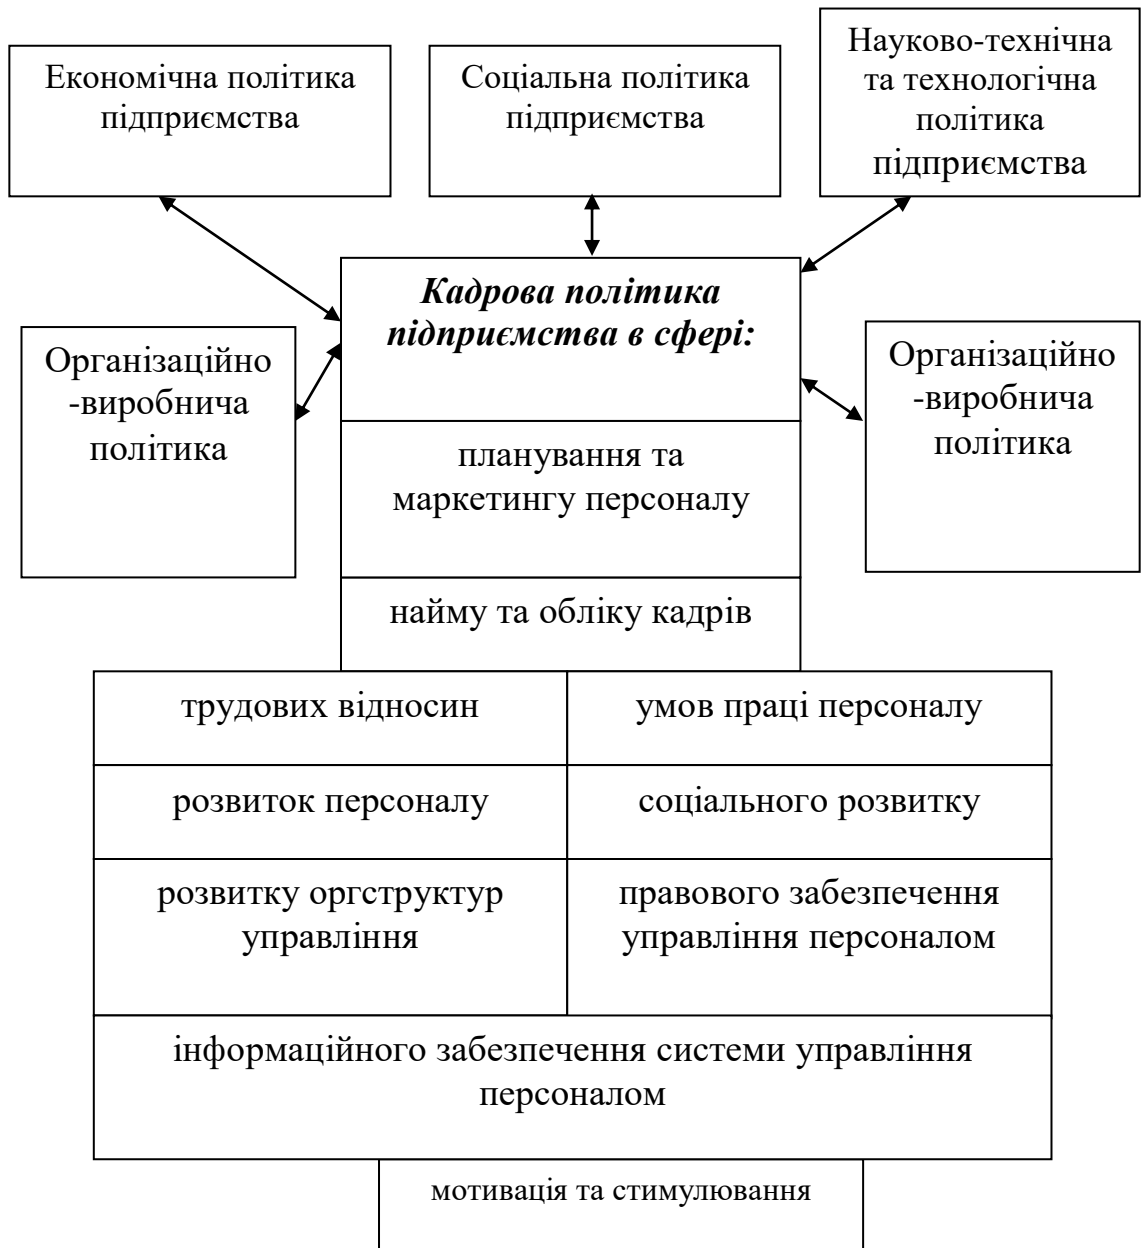 Економічна політика
підприємства
Соціальна політика
підприємства
Науково-технічна
та технологічна
політика
підприємства
Кадрова політика
підприємства в сфері:
Організаційно
-виробнича
політика
Організаційно
-виробнича
політика
планування та
маркетингу персоналу
найму та обліку кадрів
трудових відносин
умов праці персоналу
розвиток персоналу
соціального розвитку
розвитку оргструктур
управління
правового забезпечення
управління персоналом
інформаційного забезпечення системи управління
персоналом
мотивація та стимулювання